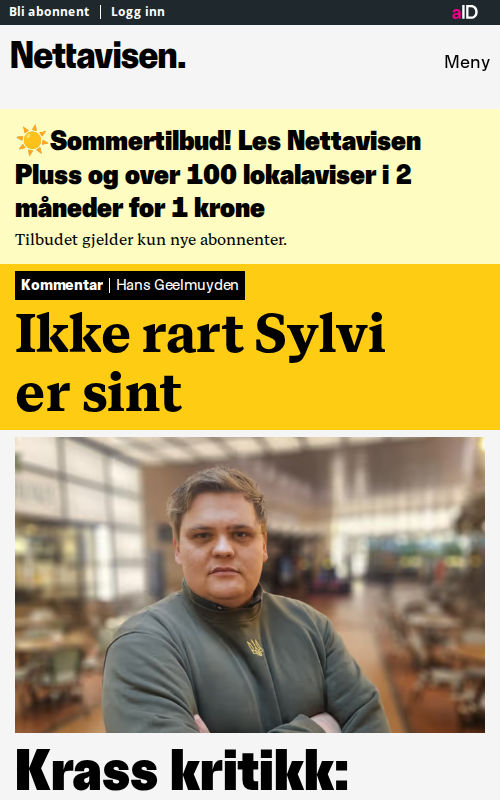 Bli abonnent | Logg inn
aID
Nettavisen.
Meny
☀️Sommertilbud! Les Nettavisen
Pluss og over 100 lokalaviser i 2
måneder for 1 krone
Tilbudet gjelder kun nye abonnenter.
Kommentar | Hans Geelmuyden
Ikke rart Sylvi
er sint
Krass kritikk: